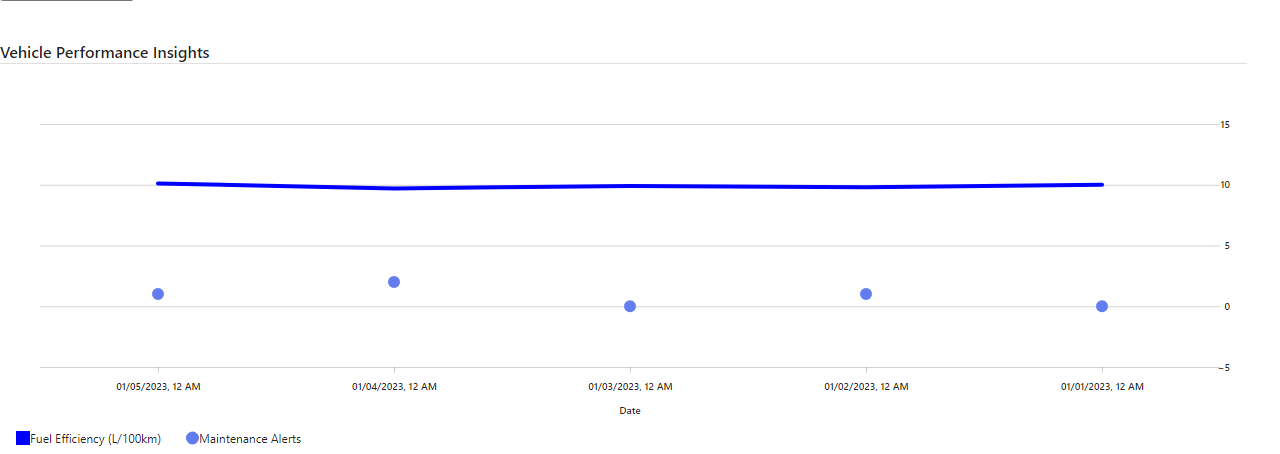 Vehicle Performance Insights
15
10
5
0
-5
01/05/2023, 12 AM 01/04/2023, 12 AM 01/03/2023, 12 AM 01/02/2023, 12 AM 01/01/2023, 12 AM
Date
Fuel Efficiency (L/100km) Maintenance Alerts